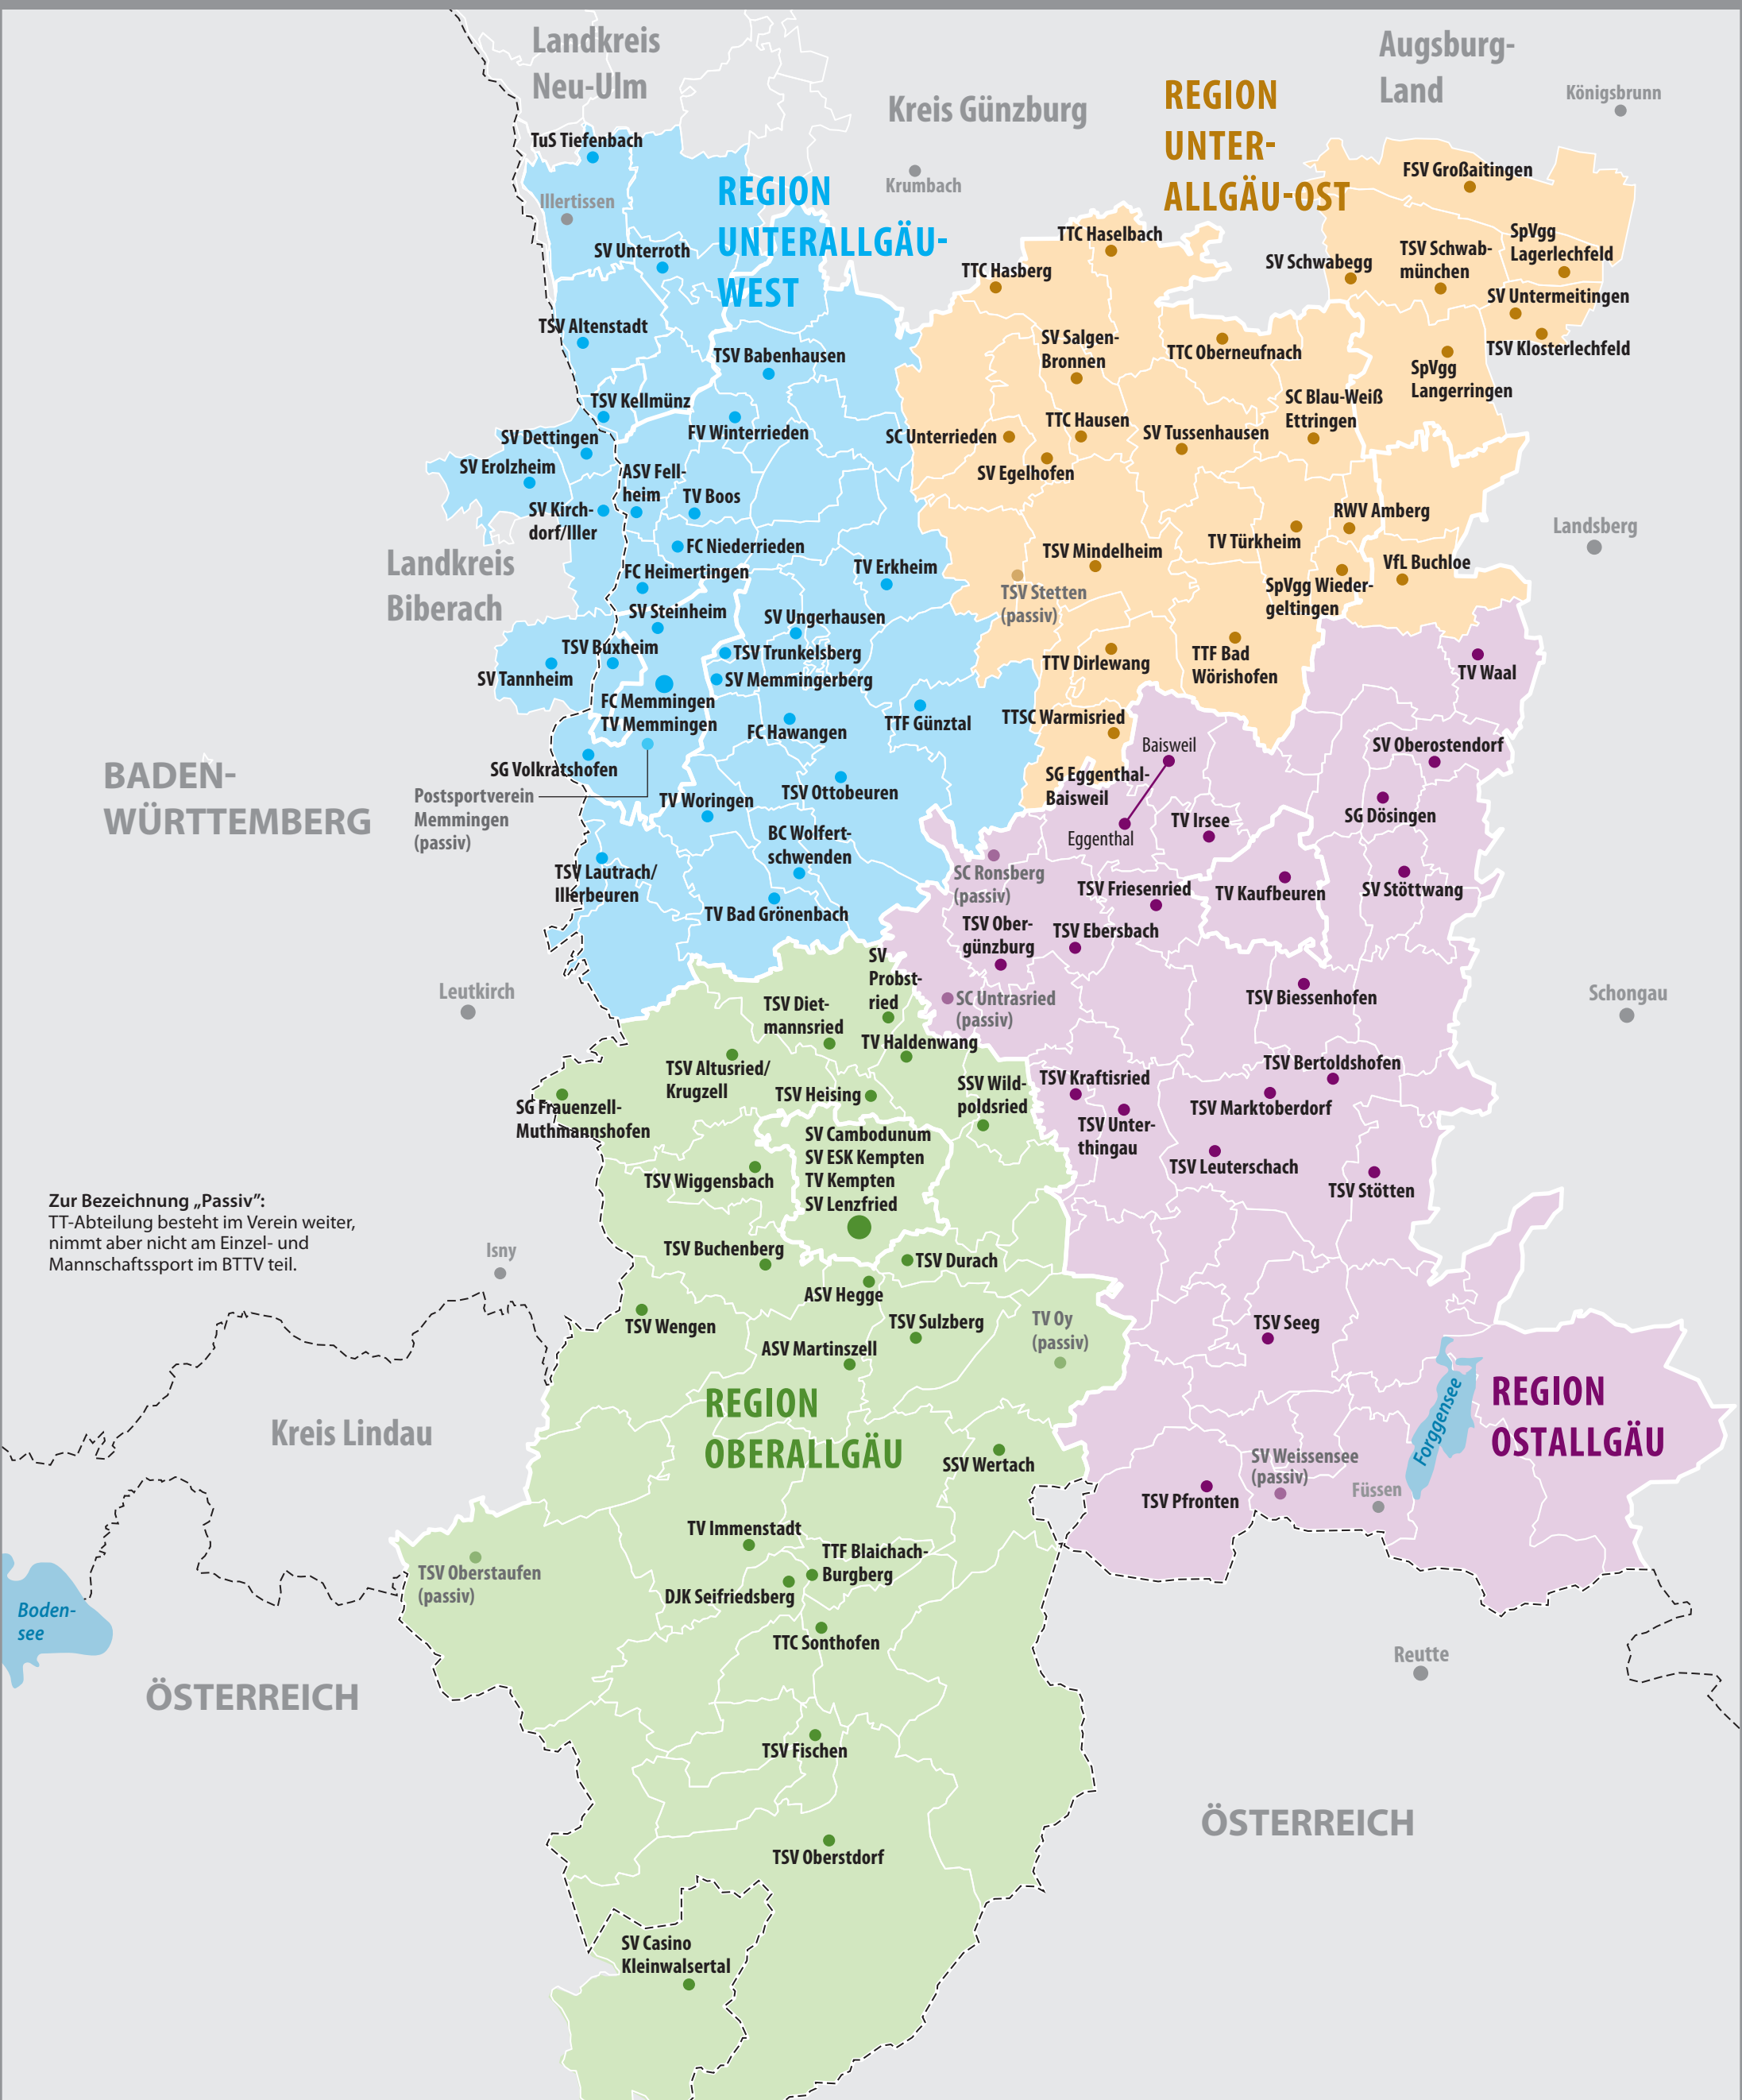 Landkreis
Neu-Ulm
Augsburg-
Land
Kreis Günzburg
Königsbrunn
Krumbach
REGION
UNTER-
ALLGÄU-OST
REGION
UNTERALLGÄU-
WEST
TuS Tiefenbach
Illertissen
SV Unterroth
TSV Altenstadt
TSV Babenhausen
TSV Kellmünz
FV Winterrieden
SV Dettingen
SV Erolzheim
ASV Fell-
heim
TV Boos
SV Kirch-
dorf/Iller
FC Niederrieden
Landkreis
Biberach
FC Heimertingen
TV Erkheim
SV Steinheim
SV Ungerhausen
TSV Buxheim
TSV Trunkelsberg
SV Tannheim
SV Memmingerberg
FC Memmingen
TV Memmingen
FC Hawangen
TTF Günztal
SG Volkratshofen
Postsportverein
Memmingen
(passiv)
TV Woringen
TSV Ottobeuren
BC Wolfert-
schwenden
TSV Lautrach/
Illerbeuren
TV Bad Grönenbach
BADEN-
WÜRTTEMBERG
Leutkirch
FSV Großaitingen
SpVgg
Lagerlechfeld
TSV Schwab-
münchen
SV Schwabegg
TTC Haselbach
TTC Hasberg
SV Untermeitingen
TSV Klosterlechfeld
SV Salgen-
Bronnen
TTC Oberneufnach
SpVgg
Langerringen
SC Blau-Weiß
Ettringen
TTC Hausen
SC Unterrieden
SV Tussenhausen
SV Egelhofen
RWV Amberg
Landsberg
TV Türkheim
TSV Mindelheim
VfL Buchloe
SpVgg Wieder-
geltingen
TSV Stetten
(passiv)
TTV Dirlewang
TTF Bad
Wörishofen
TTSC Warmisried
TV Waal
Baisweil
SV Oberostendorf
SG Eggenthal-
Baisweil
Eggenthal
TV Irsee
SG Dösingen
SC Ronsberg
(passiv)
TSV Friesenried
TV Kaufbeuren
SV Stöttwang
TSV Ober-
günzburg
TSV Ebersbach
SC Untrasried
(passiv)
TSV Biessenhofen
Schongau
TSV Bertoldshofen
TSV Kraftisried
TSV Marktoberdorf
TSV Unter-
thingau
TSV Leuterschach
TSV Stötten
TSV Seeg
REGION
OSTALLGÄU
Forggensee
SV Weissensee
(passiv)
Füssen
TSV Pfronten
SV
Probst-
ried
TSV Diet-
mannsried
TV Haldenwang
TSV Altusried/
Krugzell
TSV Heising
SSV Wild-
poldsried
SG Frauenzell-
Muthmannshofen
SV Cambodunum
SV ESK Kempten
TV Kempten
SV Lenzfried
TSV Wiggensbach
Zur Bezeichnung „Passiv”:
TT-Abteilung besteht im Verein weiter,
nimmt aber nicht am Einzel- und
Mannschaftssport im BTTV teil.
Isny
TSV Buchenberg
TSV Durach
ASV Hegge
TSV Wengen
TSV Sulzberg
TV Oy
(passiv)
ASV Martinszell
Kreis Lindau
REGION
OBERALLGÄU
SSV Wertach
TV Immenstadt
TTF Blaichach-
Burgberg
TSV Oberstaufen
(passiv)
DJK Seifriedsberg
TTC Sonthofen
Boden-
see
Reutte
ÖSTERREICH
TSV Fischen
ÖSTERREICH
TSV Oberstdorf
SV Casino
Kleinwalsertal